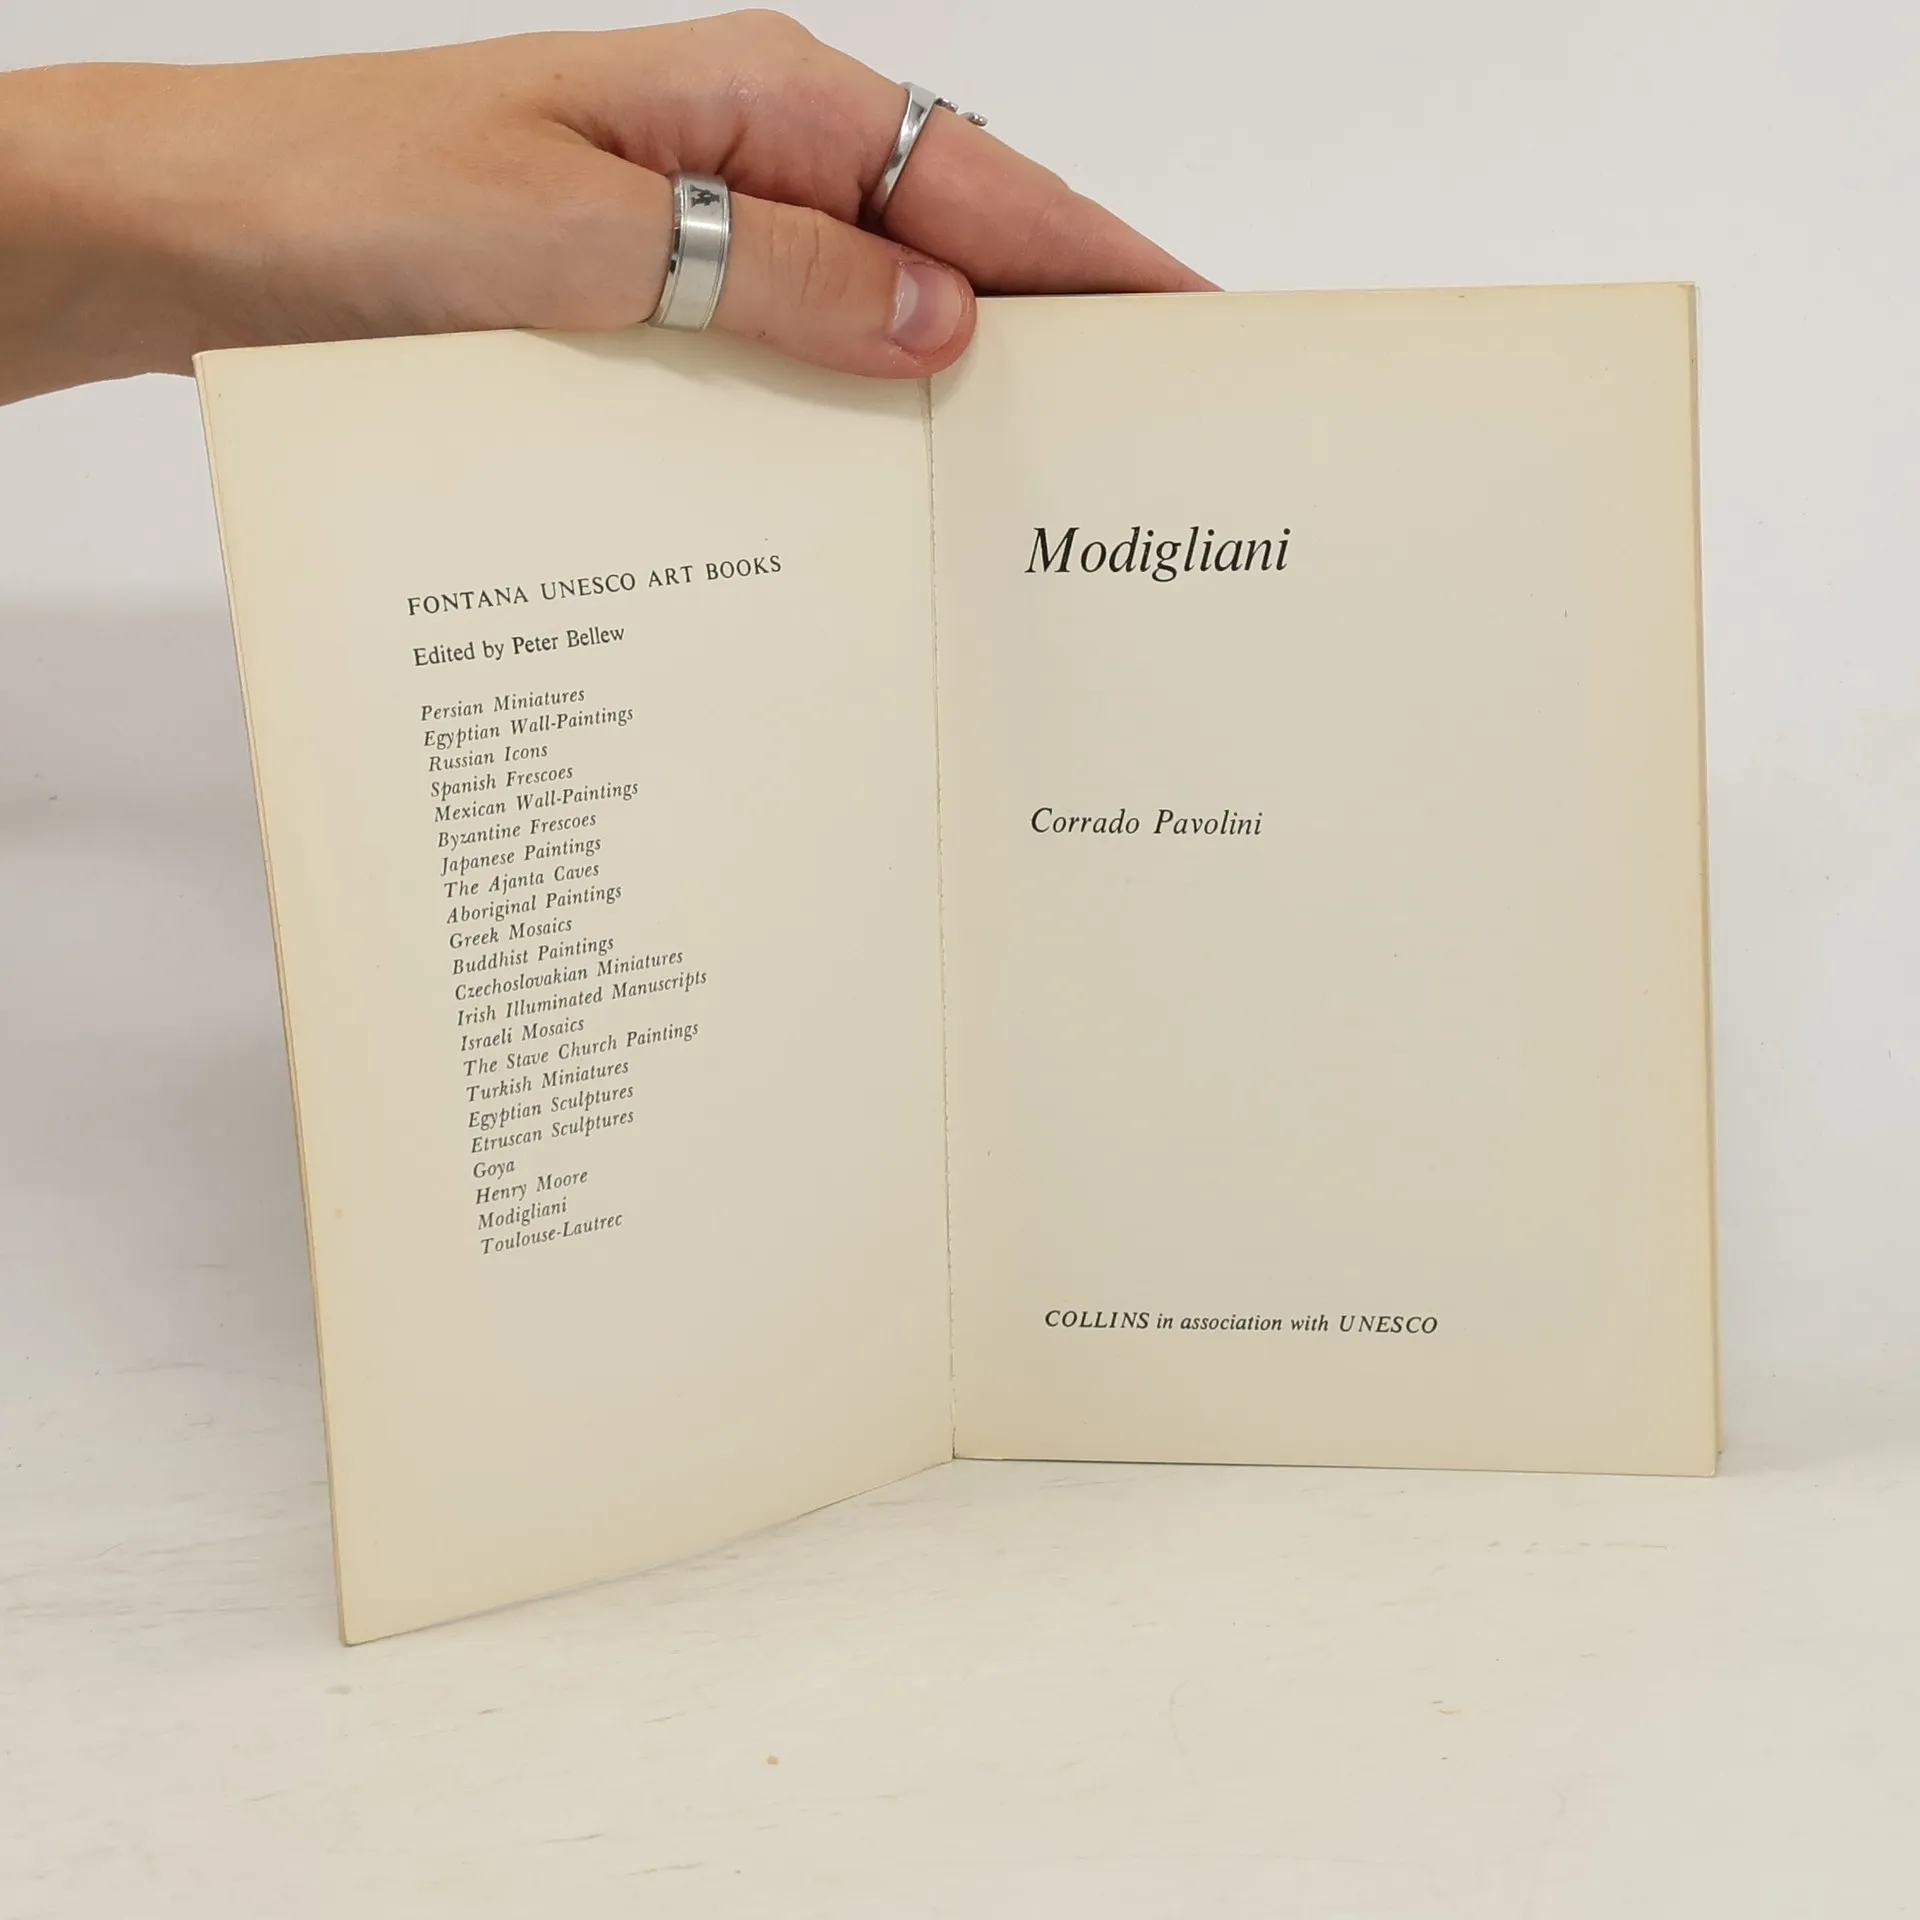 FONTANA UNESCO ART BOOKS
Edited by Peter Bellew
Persian Miniatures
Egyptian Wall-Paintings
Russian Icons
Spanish Frescoes
Mexican Wall-Paintings
Byzantine Frescoes
Japanese Paintings
The Ajanta Caves
Aboriginal Paintings
Greek Mosaics
Buddhist Paintings
Czechoslovakian Miniatures
Irish Illuminated Manuscripts
Israeli Mosaics
The Stave Church Paintings
Turkish Miniatures
Egyptian Sculptures
Etruscan Sculptures
Goya
Henry Moore
Modigliani
Toulouse-Lautrec
Modigliani
Corrado Pavolini
COLLINS in association with UNESCO